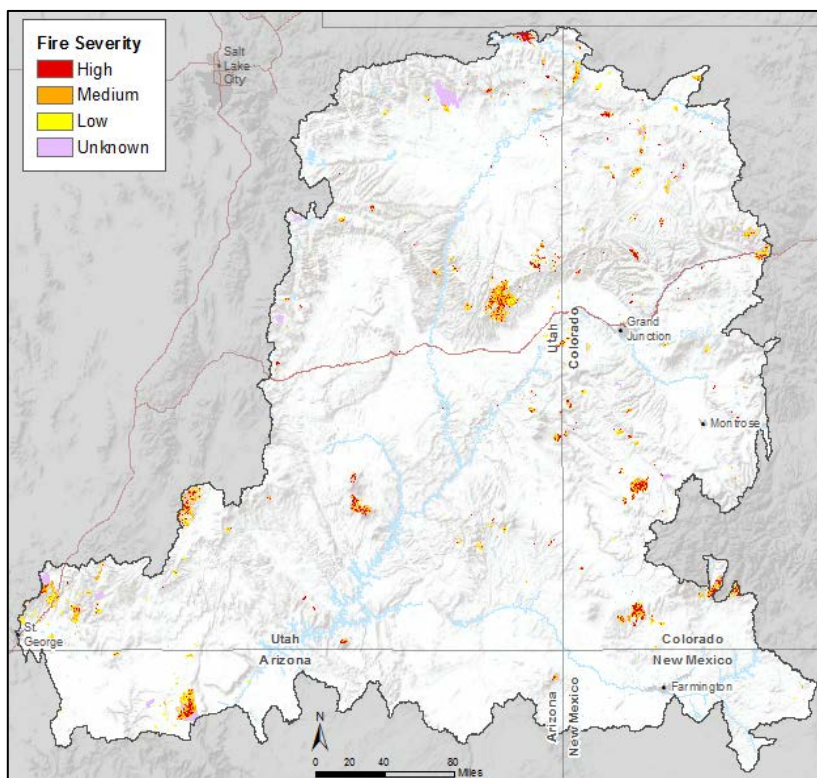 Fire Severity
High
Medium
Low
Unknown
Salt
Lake
City
Utah
Colorado
Grand
Junction
Montrose
St.
George
Utah
Arizona
Colorado
New Mexico
Arizona
New Mexico
Farmington
N
0 40 80
Miles